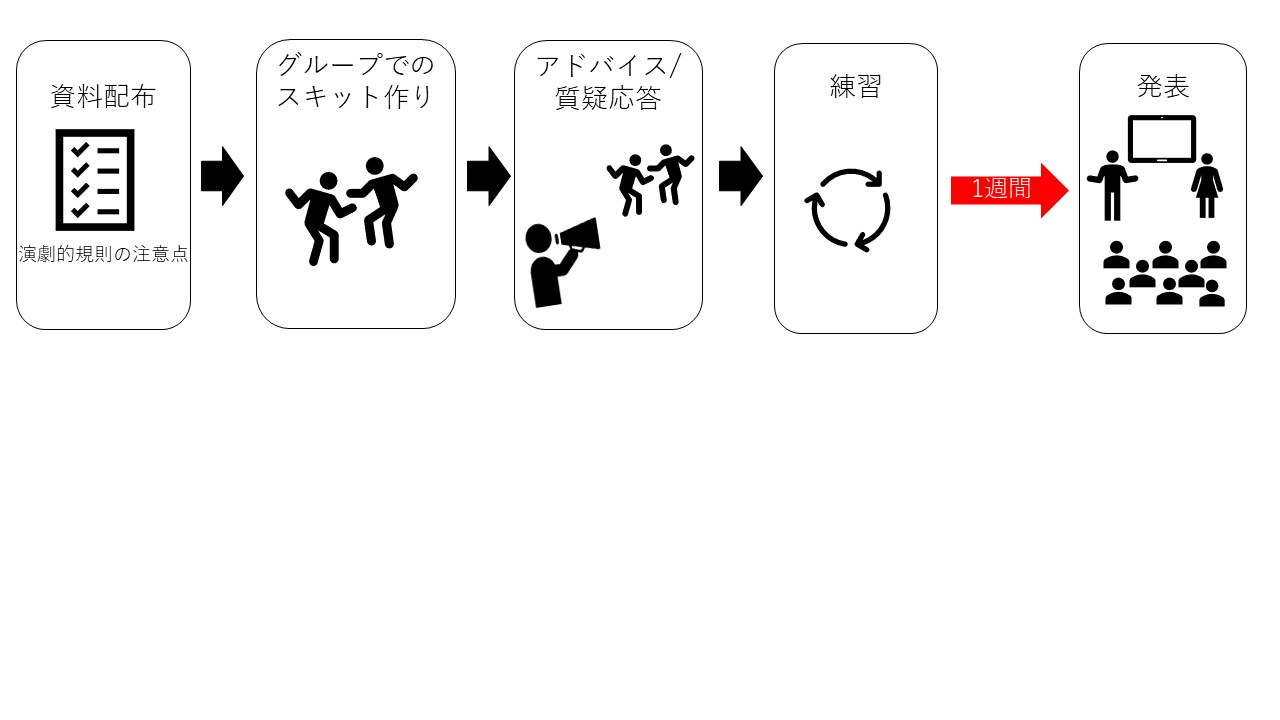 資料配布
演劇的規則の注意点
グループでの
スキット作り
アドバイス/
質疑応答
練習
1週間
発表